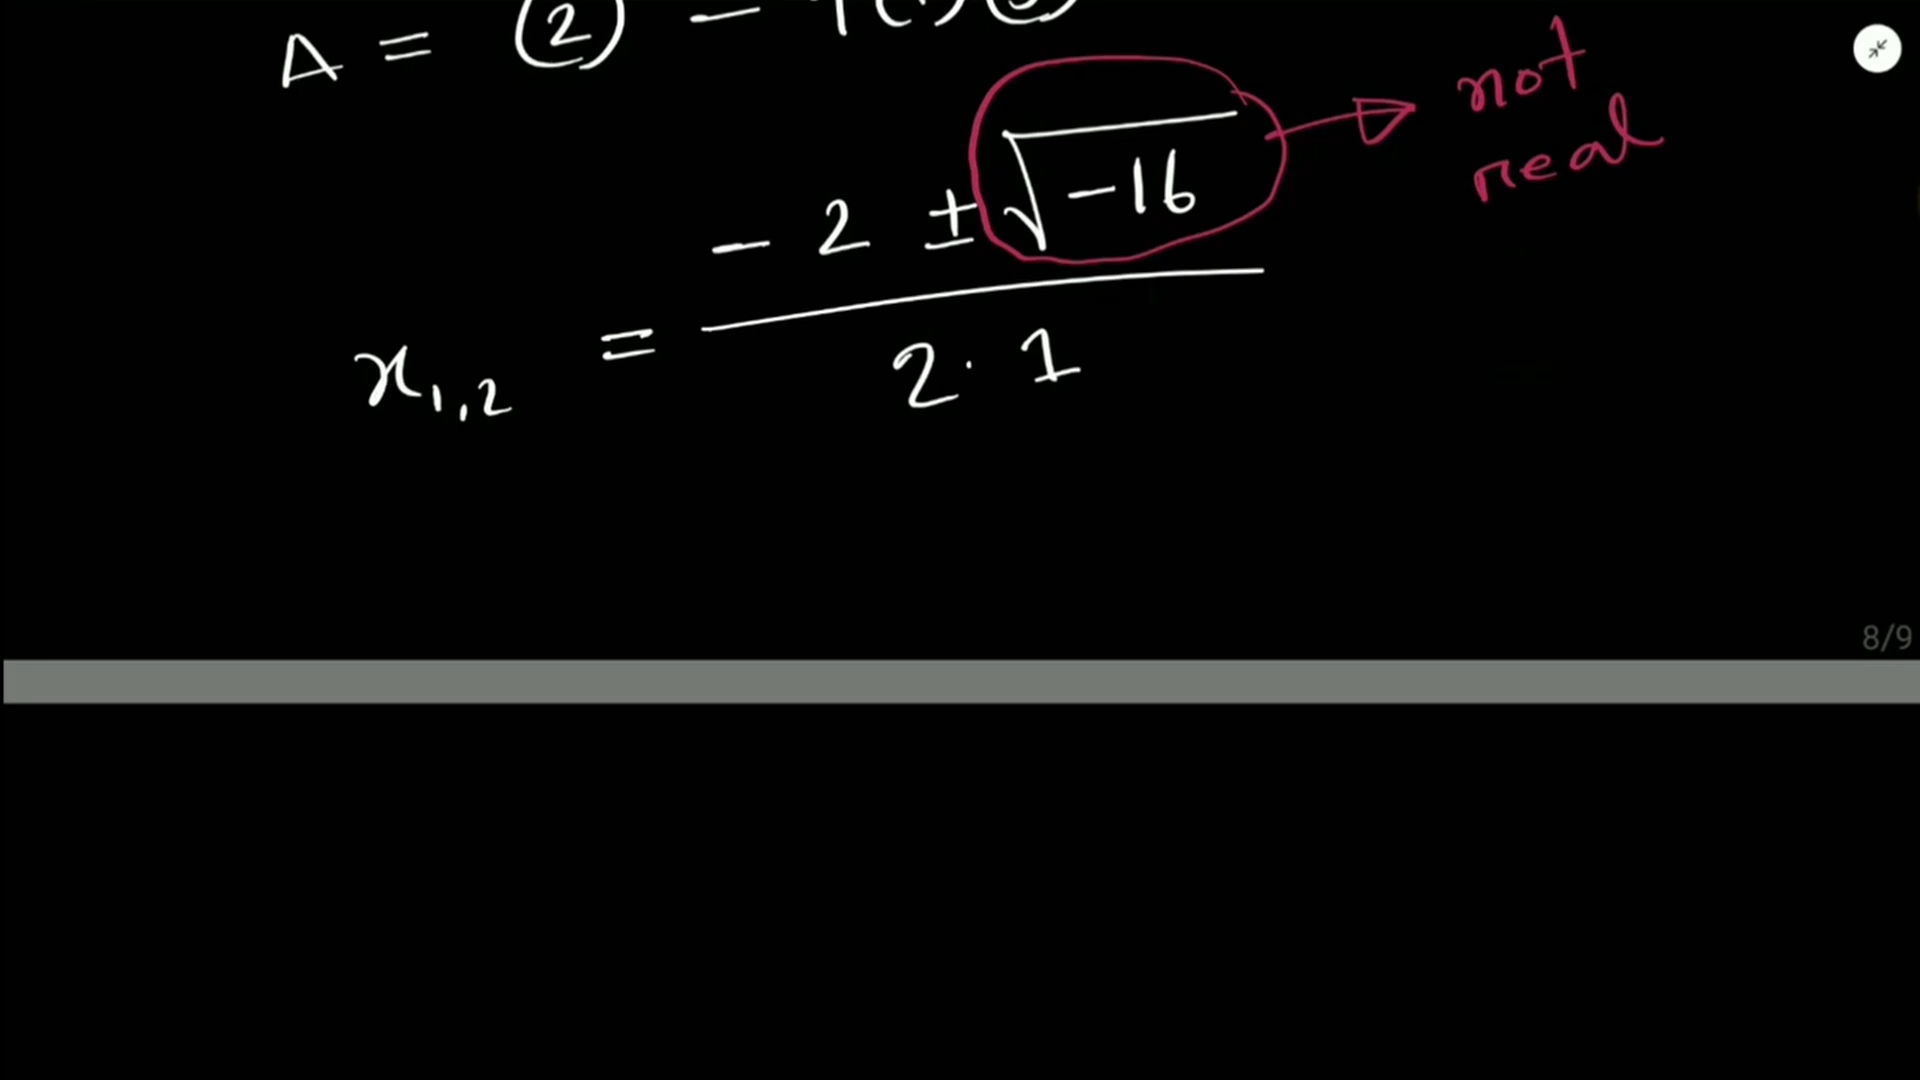 Δ = (2) -
not
real
- 2 ± √-16
x₁,₂ =
2 · 1
8/9